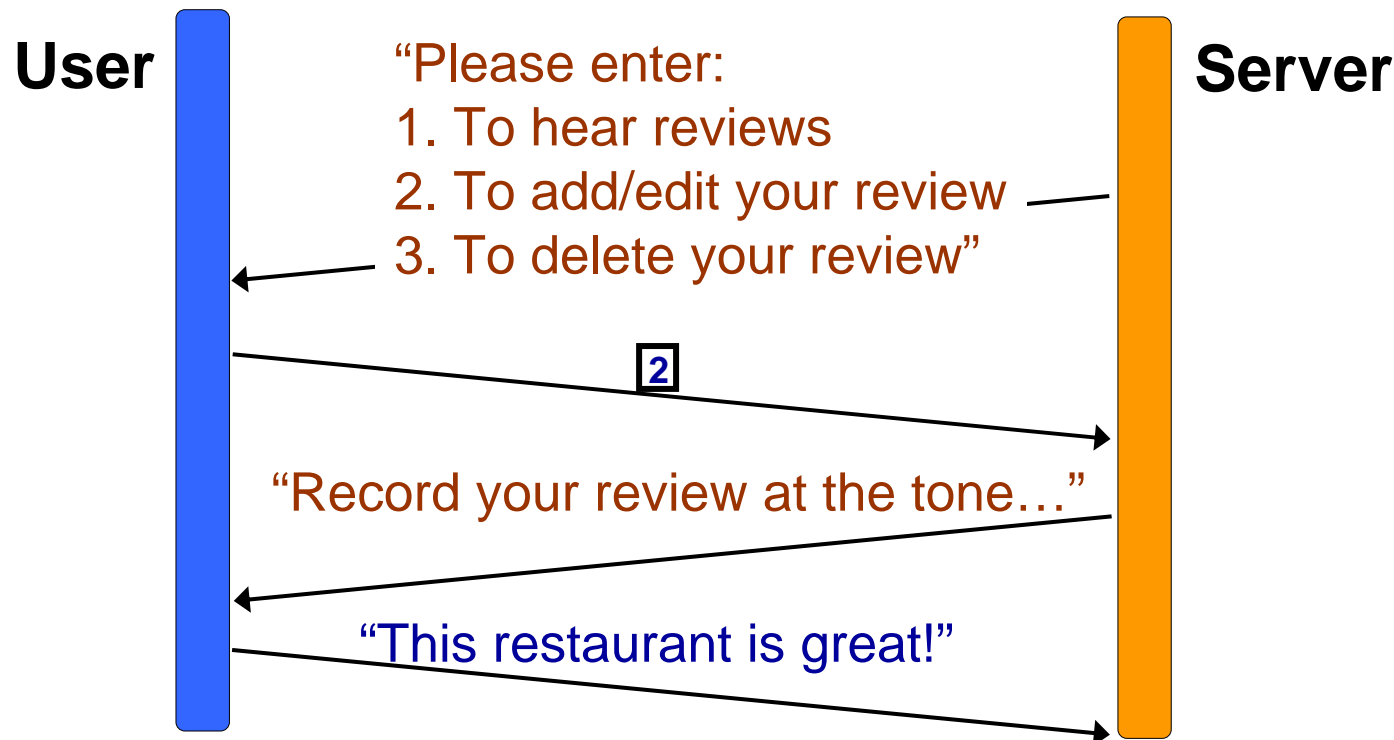 User
Server
“Please enter:
1. To hear reviews
2. To add/edit your review
3. To delete your review”
2
“Record your review at the tone…”
“This restaurant is great!”